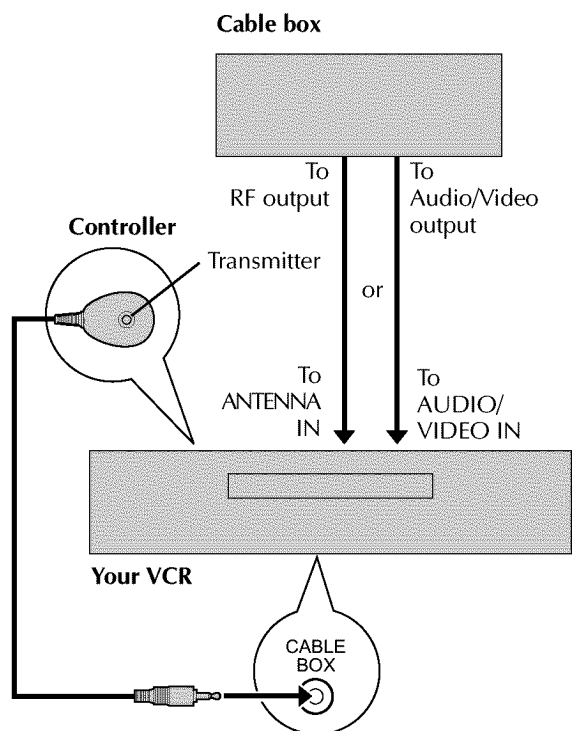 Cable box
To
RF output
To
Audio/Video
output
Controller
Transmitter
or
To
ANTENNA
IN
To
AUDIO/
VIDEO IN
Your VCR
CABLE
BOX